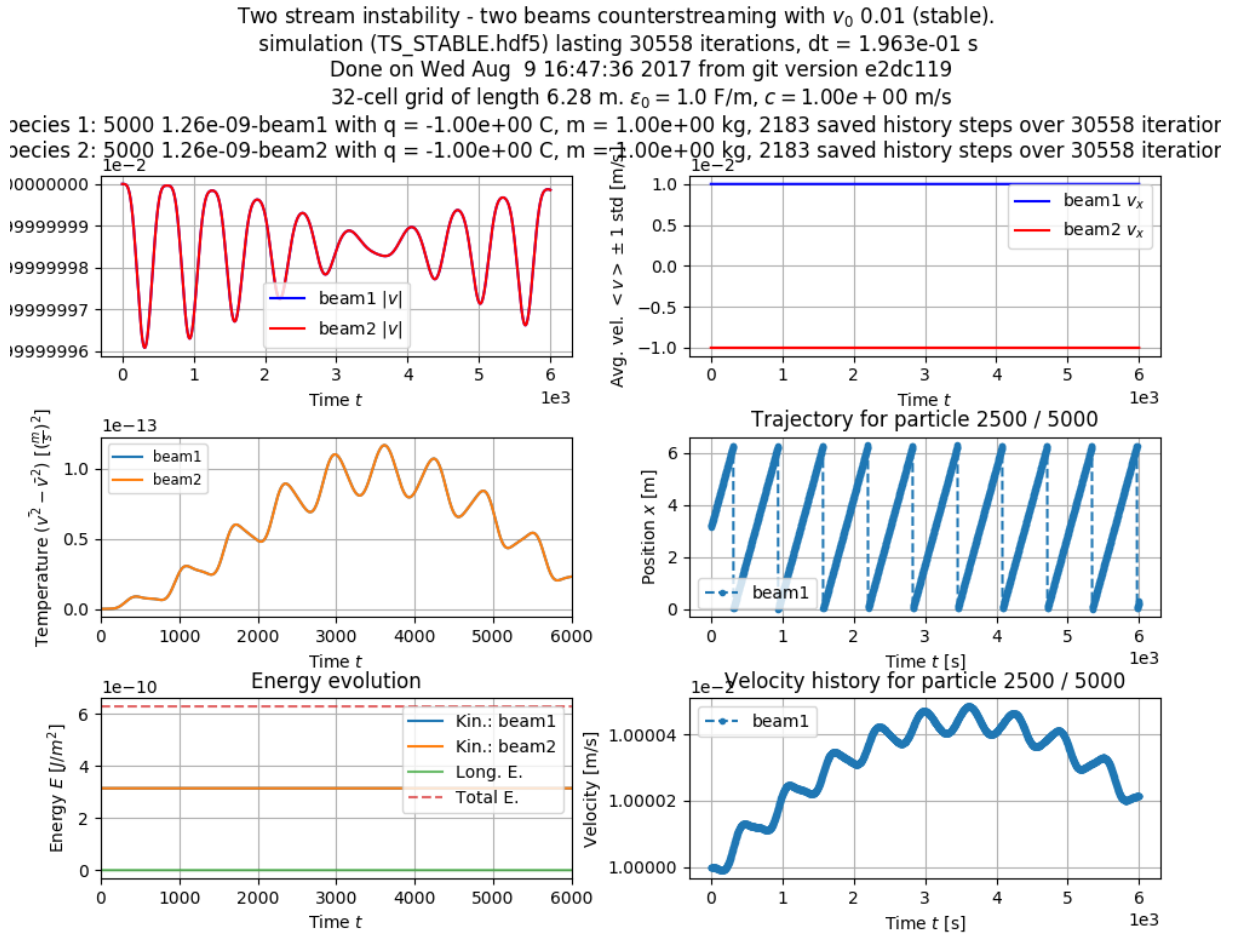 Two stream instability - two beams counterstreaming with v₀ 0.01 (stable).
simulation (TS_STABLE.hdf5) lasting 30558 iterations, dt = 1.963e-01 s
Done on Wed Aug 9 16:47:36 2017 from git version e2dc119
32-cell grid of length 6.28 m. ε₀ = 1.0 F/m, c = 1.00e + 00 m/s
pecies 1: 5000 1.26e-09-beam1 with q = -1.00e+00 C, m = 1.00e+00 kg, 2183 saved history steps over 30558 iteration
pecies 2: 5000 1.26e-09-beam2 with q = -1.00e+00 C, m = 1.00e+00 kg, 2183 saved history steps over 30558 iteration
1e−2
00000000
99999999
99999998
99999997
99999996
beam1 |v|
beam2 |v|
0 1 2 3 4 5 6
Time t
1e3
1e−2
Avg. vel. <v> ± 1 std [m/s]
1.0
0.5
0.0
−0.5
−1.0
beam1 vₓ
beam2 vₓ
0 1 2 3 4 5 6
Time t
1e3
1e−13
Temperature (v² − v̄²) [(m/s)²]
1.0
0.5
0.0
beam1
beam2
0 1000 2000 3000 4000 5000 6000
Time t
Trajectory for particle 2500 / 5000
Position x [m]
6
4
2
0
beam1
0 1 2 3 4 5 6
Time t [s]
1e3
Energy evolution
1e−10
Energy E [J/m²]
6
4
2
0
Kin.: beam1
Kin.: beam2
Long. E.
Total E.
0 1000 2000 3000 4000 5000 6000
Time t
Velocity history for particle 2500 / 5000
1e−2
Velocity [m/s]
1.00004
1.00002
1.00000
beam1
0 1 2 3 4 5 6
Time t [s]
1e3